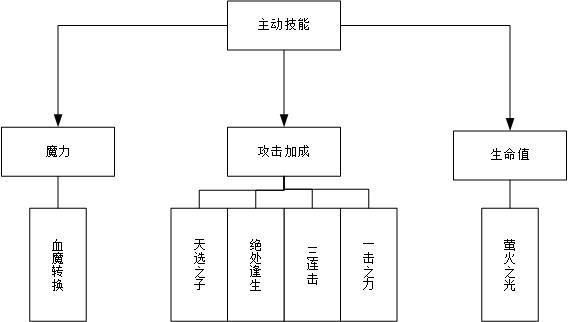 主动技能
魔力
攻击加成
生命值
血魔转换
天选之子
绝处逢生
三连击
一击之力
萤火之光